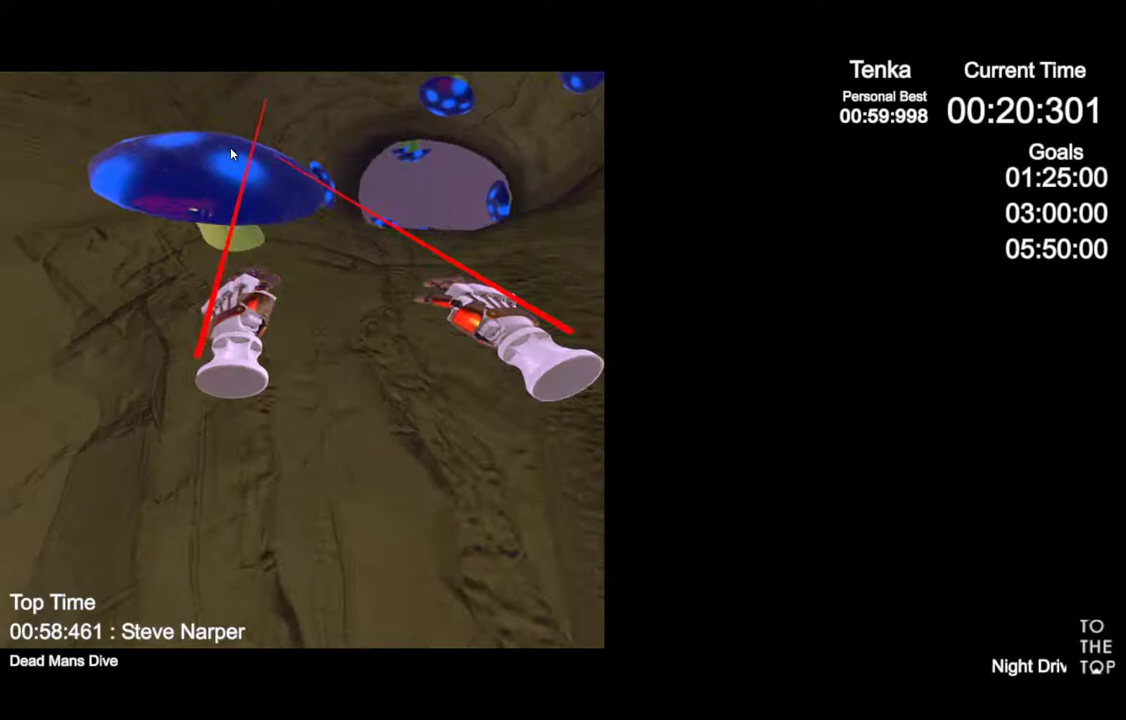 Tenka
Personal Best
00:59:998
Current Time
00:20:301
Goals
01:25:00
03:00:00
05:50:00
Top Time
00:58:461 : Steve Narper
Dead Mans Dive
Night Driv
TO
THE
TOP